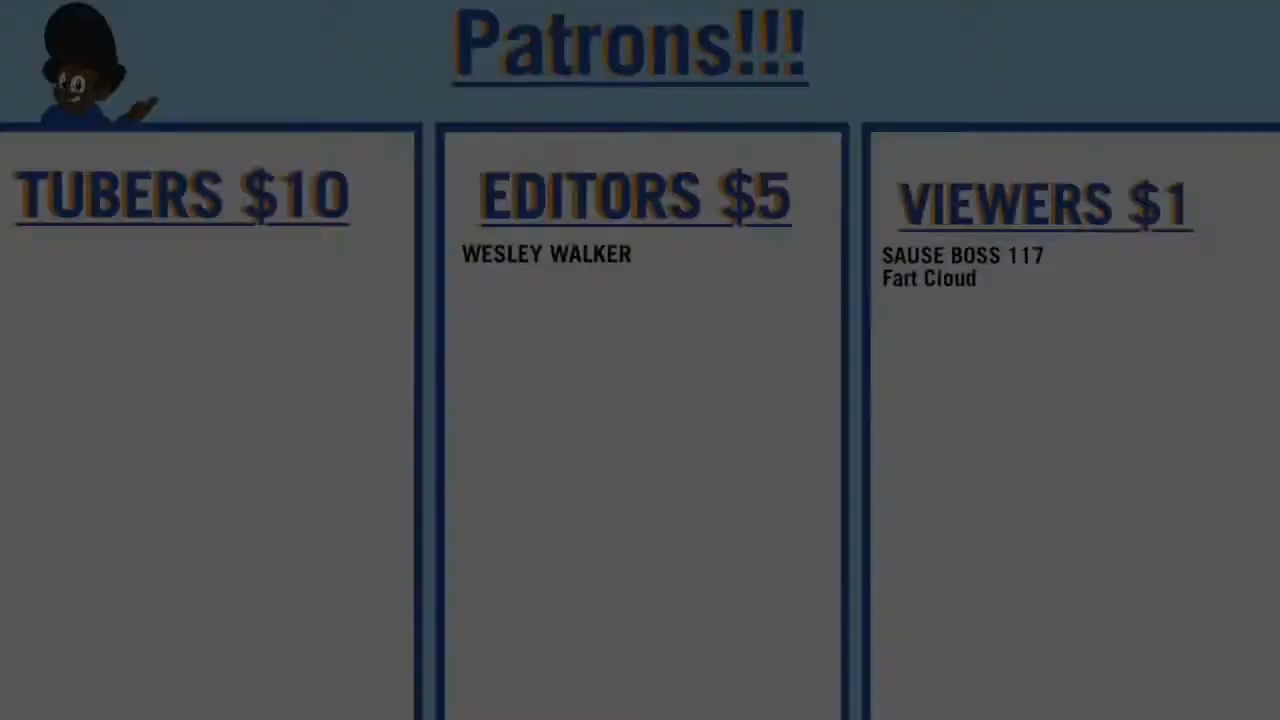 Patrons!!!
TUBERS $10
EDITORS $5
WESLEY WALKER
VIEWERS $1
SAUSE BOSS 117
Fart Cloud